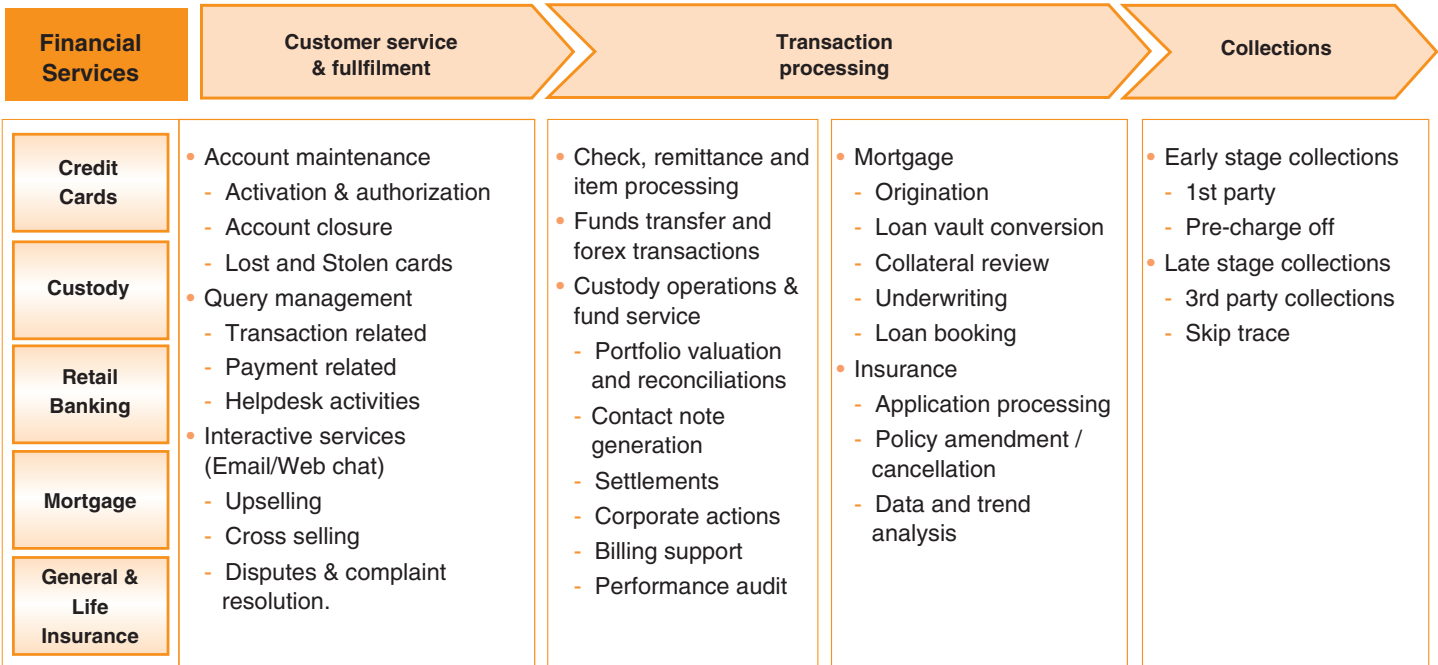 Financial
Services
Customer service
& fullfilment
Transaction
processing
Collections
Credit
Cards
Custody
Retail
Banking
Mortgage
General &
Life
Insurance
• Account maintenance
- Activation & authorization
- Account closure
- Lost and Stolen cards
• Query management
- Transaction related
- Payment related
- Helpdesk activities
• Interactive services
(Email/Web chat)
- Upselling
- Cross selling
- Disputes & complaint
resolution.
• Check, remittance and
item processing
• Funds transfer and
forex transactions
• Custody operations &
fund service
- Portfolio valuation
and reconciliations
- Contact note
generation
- Settlements
- Corporate actions
- Billing support
- Performance audit
• Mortgage
- Origination
- Loan vault conversion
- Collateral review
- Underwriting
- Loan booking
• Insurance
- Application processing
- Policy amendment /
cancellation
- Data and trend
analysis
• Early stage collections
- 1st party
- Pre-charge off
• Late stage collections
- 3rd party collections
- Skip trace